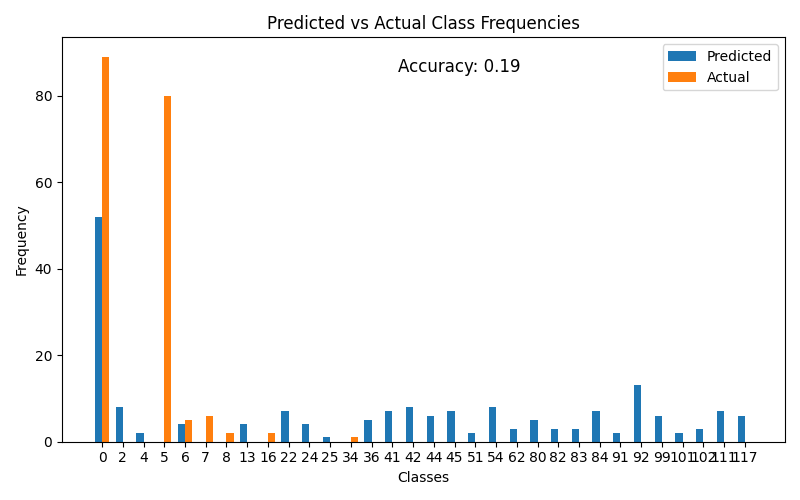 Predicted vs Actual Class Frequencies
Accuracy: 0.19
Predicted
Actual
Frequency
80
60
40
20
0
0 2 4 5 6 7 8 13 16 22 24 25 34 36 41 42 44 45 51 54 62 80 82 83 84 91 92 99 101 102 111 117
Classes